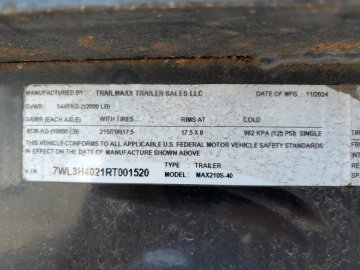 MANUFACTURED BY : TRAILMAXX TRAILER SALES LLC DATE OF MFG : 11/2024
GVWR: 5443 KG (12000 LB)
GAWR (EACH AXLE) WITH TIRES RIMS AT COLD
4536 KG (10000 LB) 215/70R17.5 17.5 X 6 862 KPA (125 PSI) SINGLE
THIS VEHICLE CONFORMS TO ALL APPLICABLE U.S. FEDERAL MOTOR VEHICLE SAFETY STANDARDS
IN EFFECT ON THE DATE OF MANUFACTURE SHOWN ABOVE
V.I.N: 7WL3H4021RT001520 TYPE : TRAILER
MODEL : MAX210S-40